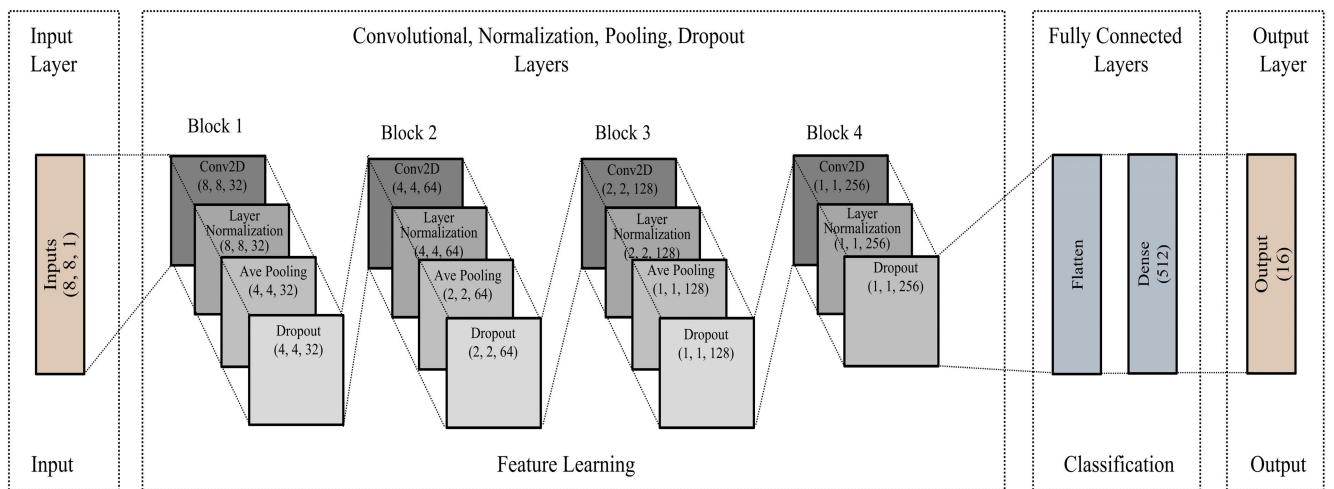 Input
Layer
Convolutional, Normalization, Pooling, Dropout
Layers
Fully Connected
Layers
Output
Layer
Block 1
Block 2
Block 3
Block 4
Inputs
(8, 8, 1)
Conv2D
(8, 8, 32)
Layer
Normalization
(8, 8, 32)
Ave Pooling
(4, 4, 32)
Dropout
(4, 4, 32)
Conv2D
(4, 4, 64)
Layer
Normalization
(4, 4, 64)
Ave Pooling
(2, 2, 64)
Dropout
(2, 2, 64)
Conv2D
(2, 2, 128)
Layer
Normalization
(2, 2, 128)
Ave Pooling
(1, 1, 128)
Dropout
(1, 1, 128)
Conv2D
(1, 1, 256)
Layer
Normalization
(1, 1, 256)
Dropout
(1, 1, 256)
Flatten
Dense
(512)
Output
(16)
Input
Feature Learning
Classification
Output